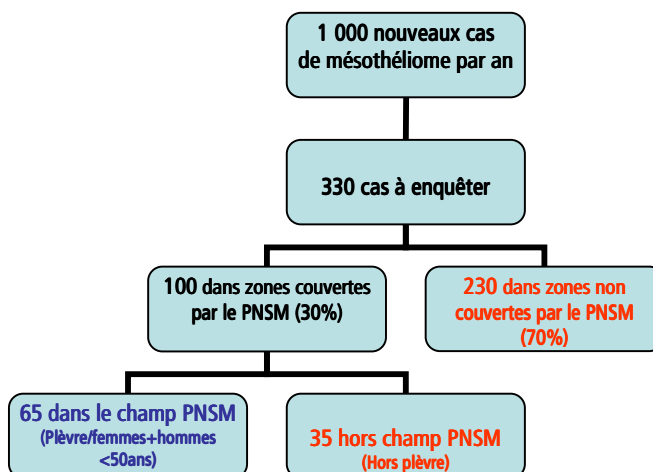 1 000 nouveaux cas
de mésothéliome par an
330 cas à enquêter
100 dans zones couvertes
par le PNSM (30%)
230 dans zones non
couvertes par le PNSM
(70%)
65 dans le champ PNSM
(Plèvre/femmes+hommes
<50ans)
35 hors champ PNSM
(Hors plèvre)